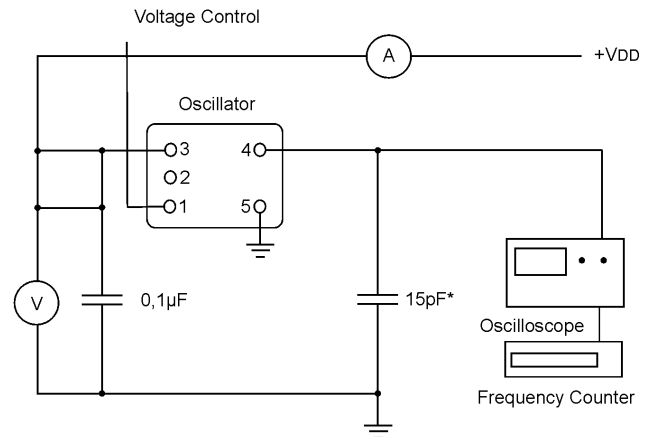 Voltage Control
A
+VDD
Oscillator
3
4
2
1
5
V
0,1µF
15pF*
Oscilloscope
Frequency Counter